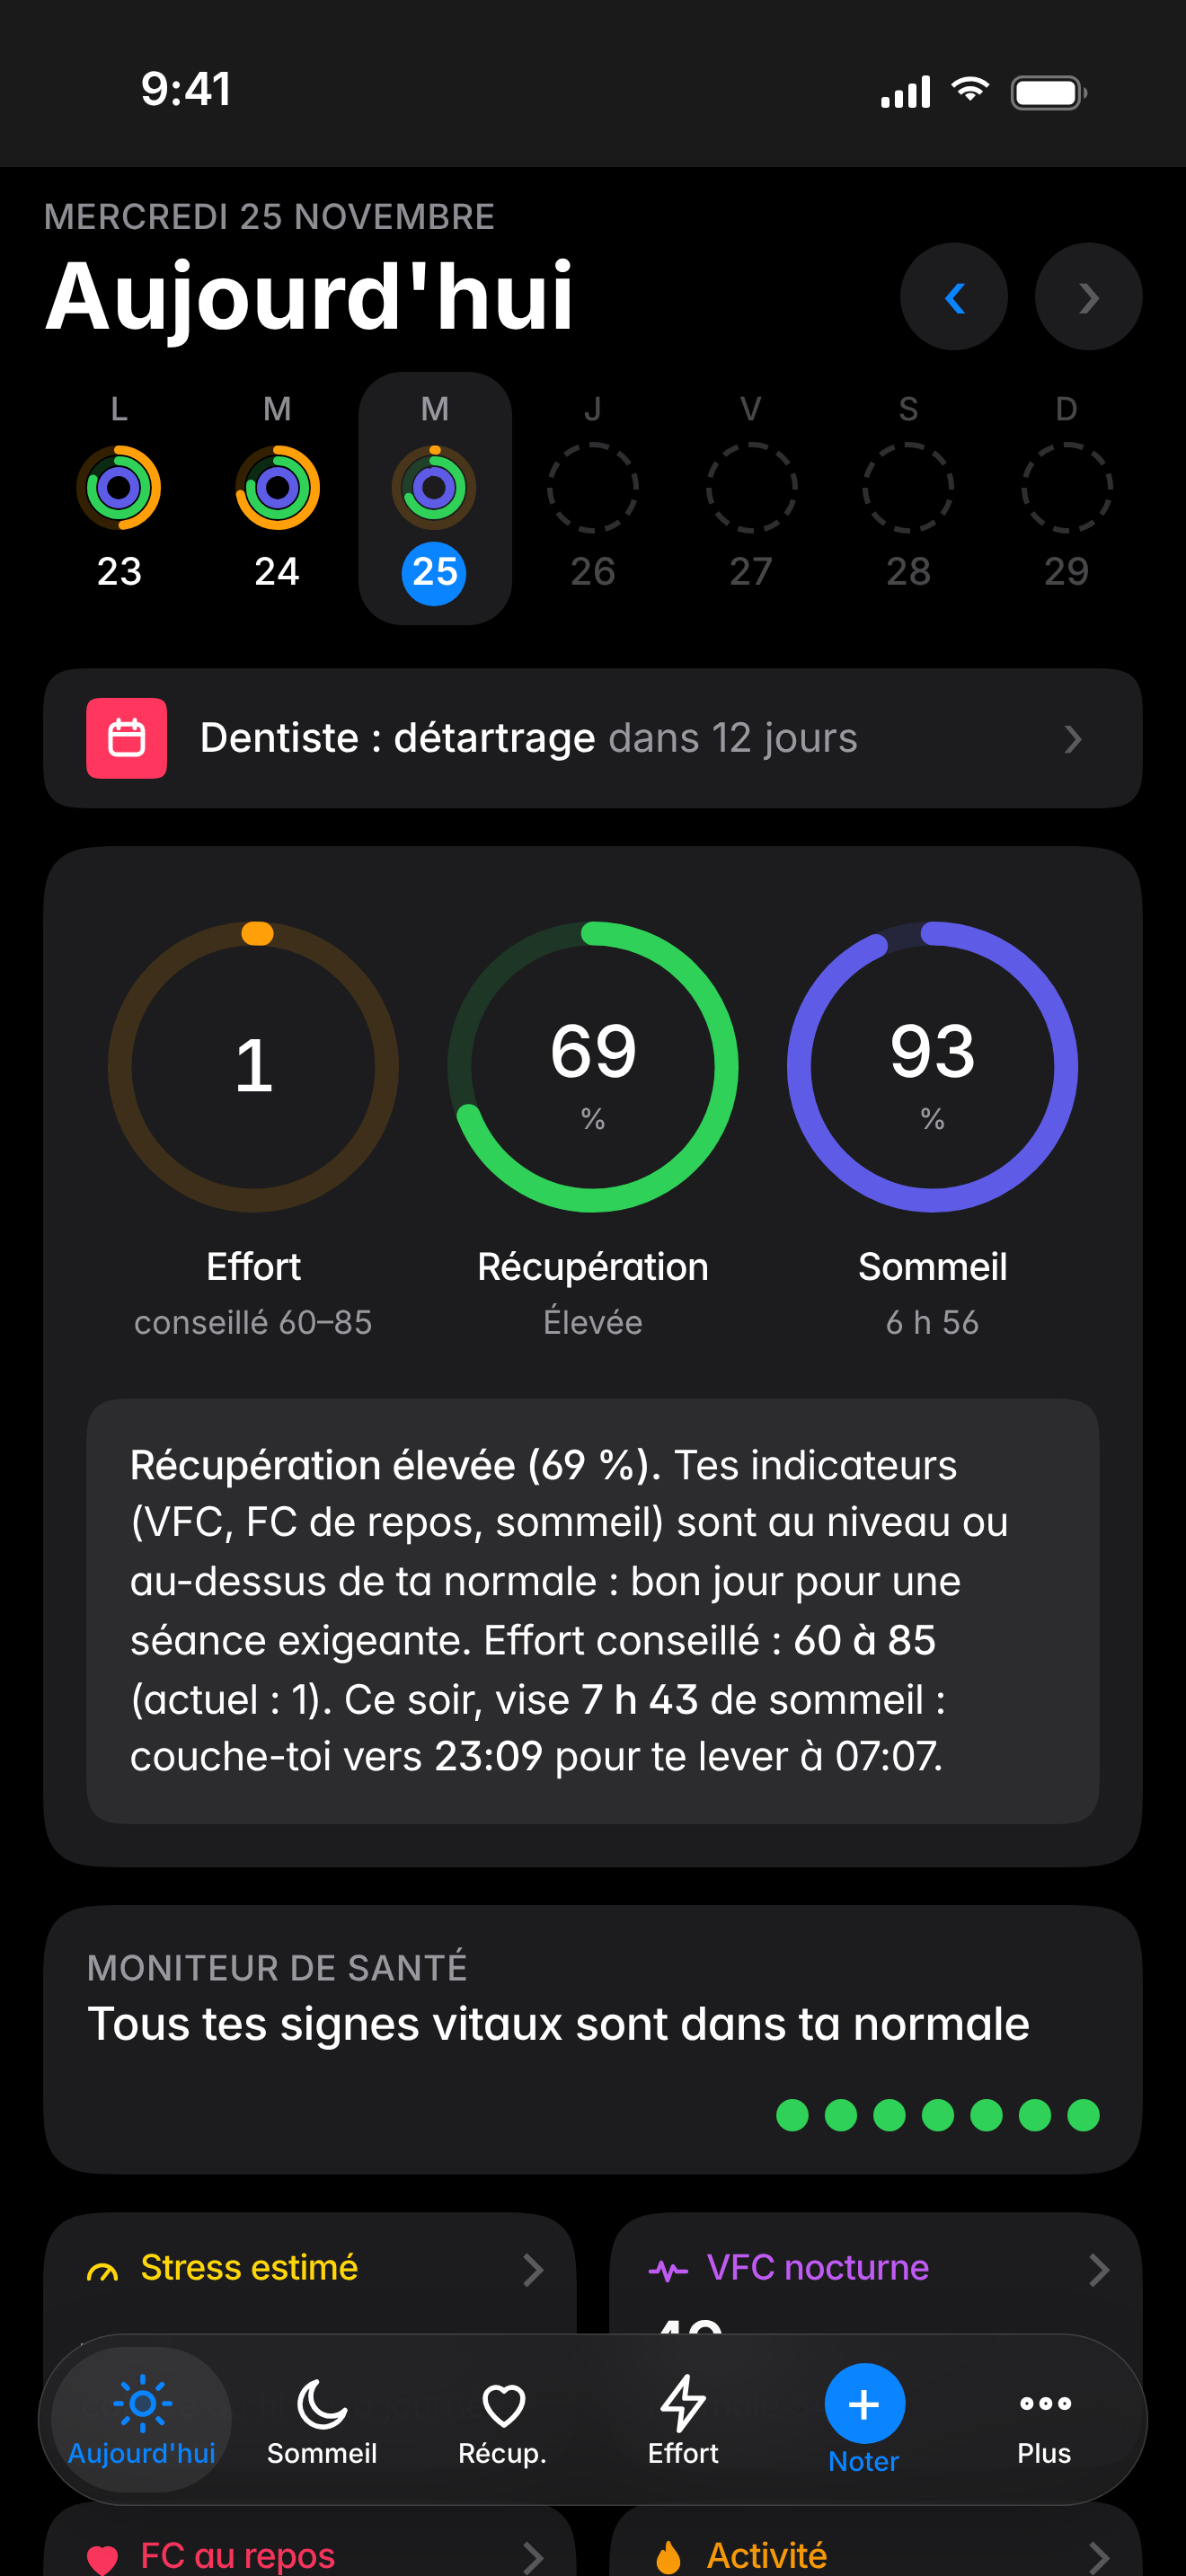 9:41
MERCREDI 25 NOVEMBRE
Aujourd'hui
L M M J V S D
23 24 25 26 27 28 29
Dentiste : détartrage dans 12 jours
1 69 % 93 %
Effort Récupération Sommeil
conseillé 60–85 Élevée 6 h 56
Récupération élevée (69 %). Tes indicateurs
(VFC, FC de repos, sommeil) sont au niveau ou
au-dessus de ta normale : bon jour pour une
séance exigeante. Effort conseillé : 60 à 85
(actuel : 1). Ce soir, vise 7 h 43 de sommeil :
couche-toi vers 23:09 pour te lever à 07:07.
MONITEUR DE SANTÉ
Tous tes signes vitaux sont dans ta normale
Stress estimé VFC nocturne
Aujourd'hui Sommeil Récup. Effort Noter Plus
FC au repos Activité